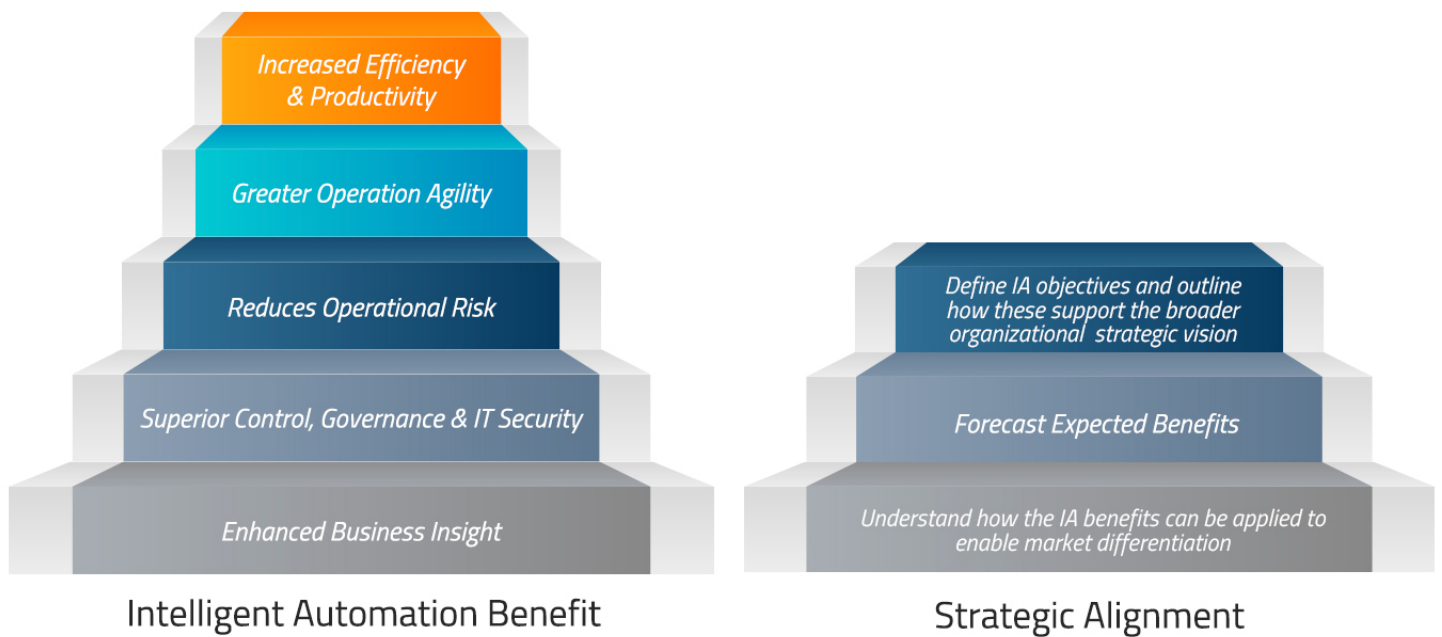 Increased Efficiency
& Productivity
Greater Operation Agility
Reduces Operational Risk
Superior Control, Governance & IT Security
Enhanced Business Insight
Intelligent Automation Benefit
Define IA objectives and outline
how these support the broader
organizational strategic vision
Forecast Expected Benefits
Understand how the IA benefits can be applied to
enable market differentiation
Strategic Alignment